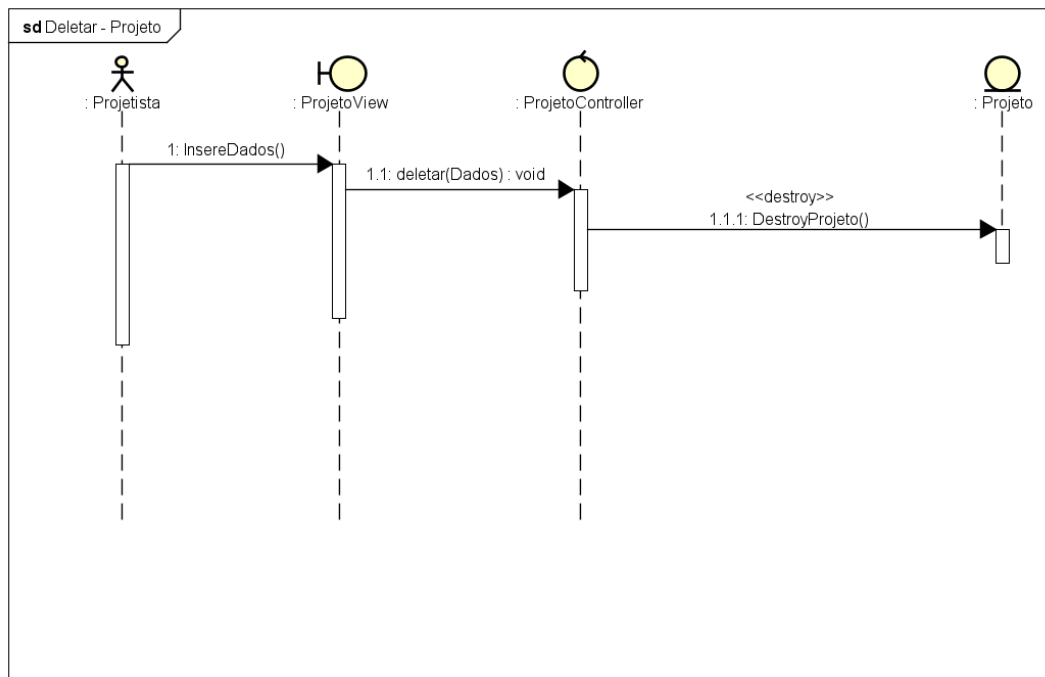 sd Deletar - Projeto
: Projetista
: ProjetoView
: ProjetoController
: Projeto
1: InsereDados()
1.1: deletar(Dados) : void
<<destroy>>
1.1.1: DestroyProjeto()